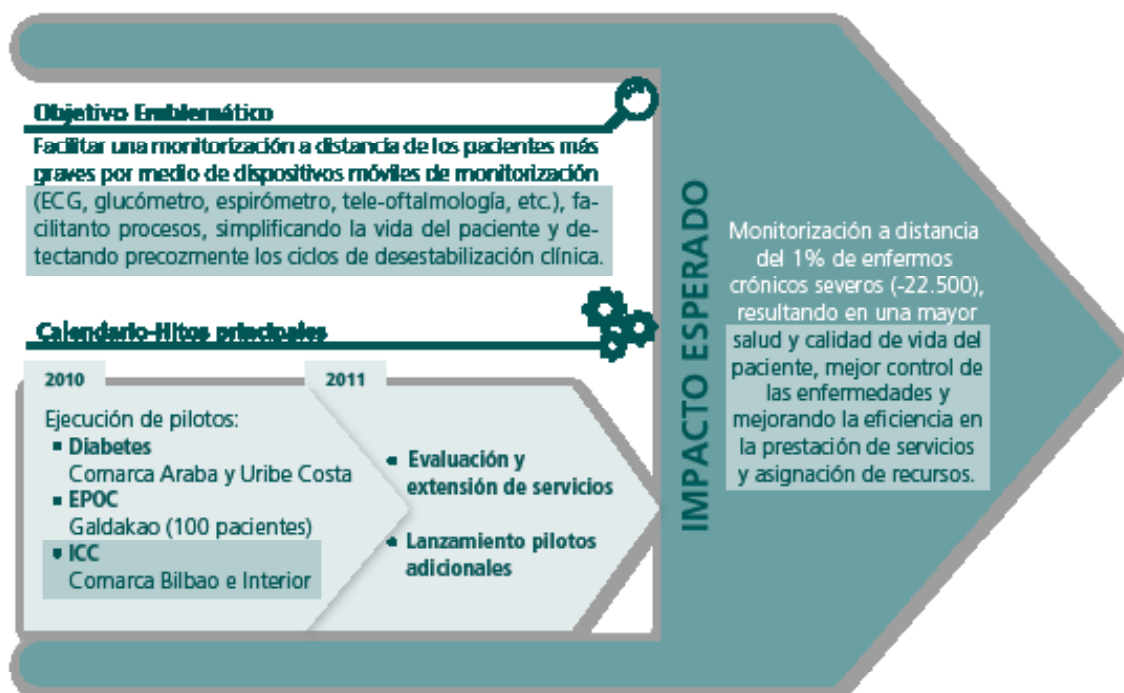 Objetivo Emblemático
Facilitar una monitorización a distancia de los pacientes más
graves por medio de dispositivos móviles de monitorización
(ECG, glucómetro, espirómetro, tele-oftalmología, etc.), fa-
cilitanto procesos, simplificando la vida del paciente y de-
tectando precozmente los ciclos de desestabilización clínica.
Calendario-Hitos principales
2010
Ejecución de pilotos:
▪ Diabetes
Comarca Araba y Uribe Costa
▪ EPOC
Galdakao (100 pacientes)
▪ ICC
Comarca Bilbao e Interior
2011
▪ Evaluación y
extensión de servicios
▪ Lanzamiento pilotos
adicionales
IMPACTO ESPERADO
Monitorización a distancia
del 1% de enfermos
crónicos severos (-22.500),
resultando en una mayor
salud y calidad de vida del
paciente, mejor control de
las enfermedades y
mejorando la eficiencia en
la prestación de servicios
y asignación de recursos.